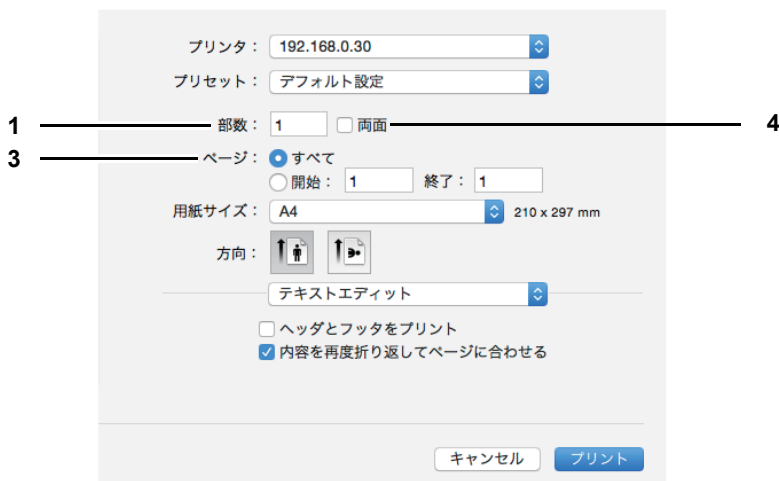 プリンタ： 192.168.0.30
プリセット： デフォルト設定
1 部数： 1 両面 4
3 ページ： すべて
開始： 1 終了： 1
用紙サイズ： A4 210 x 297 mm
方向：
テキストエディット
ヘッダとフッタをプリント
内容を再度折り返してページに合わせる
キャンセル プリント